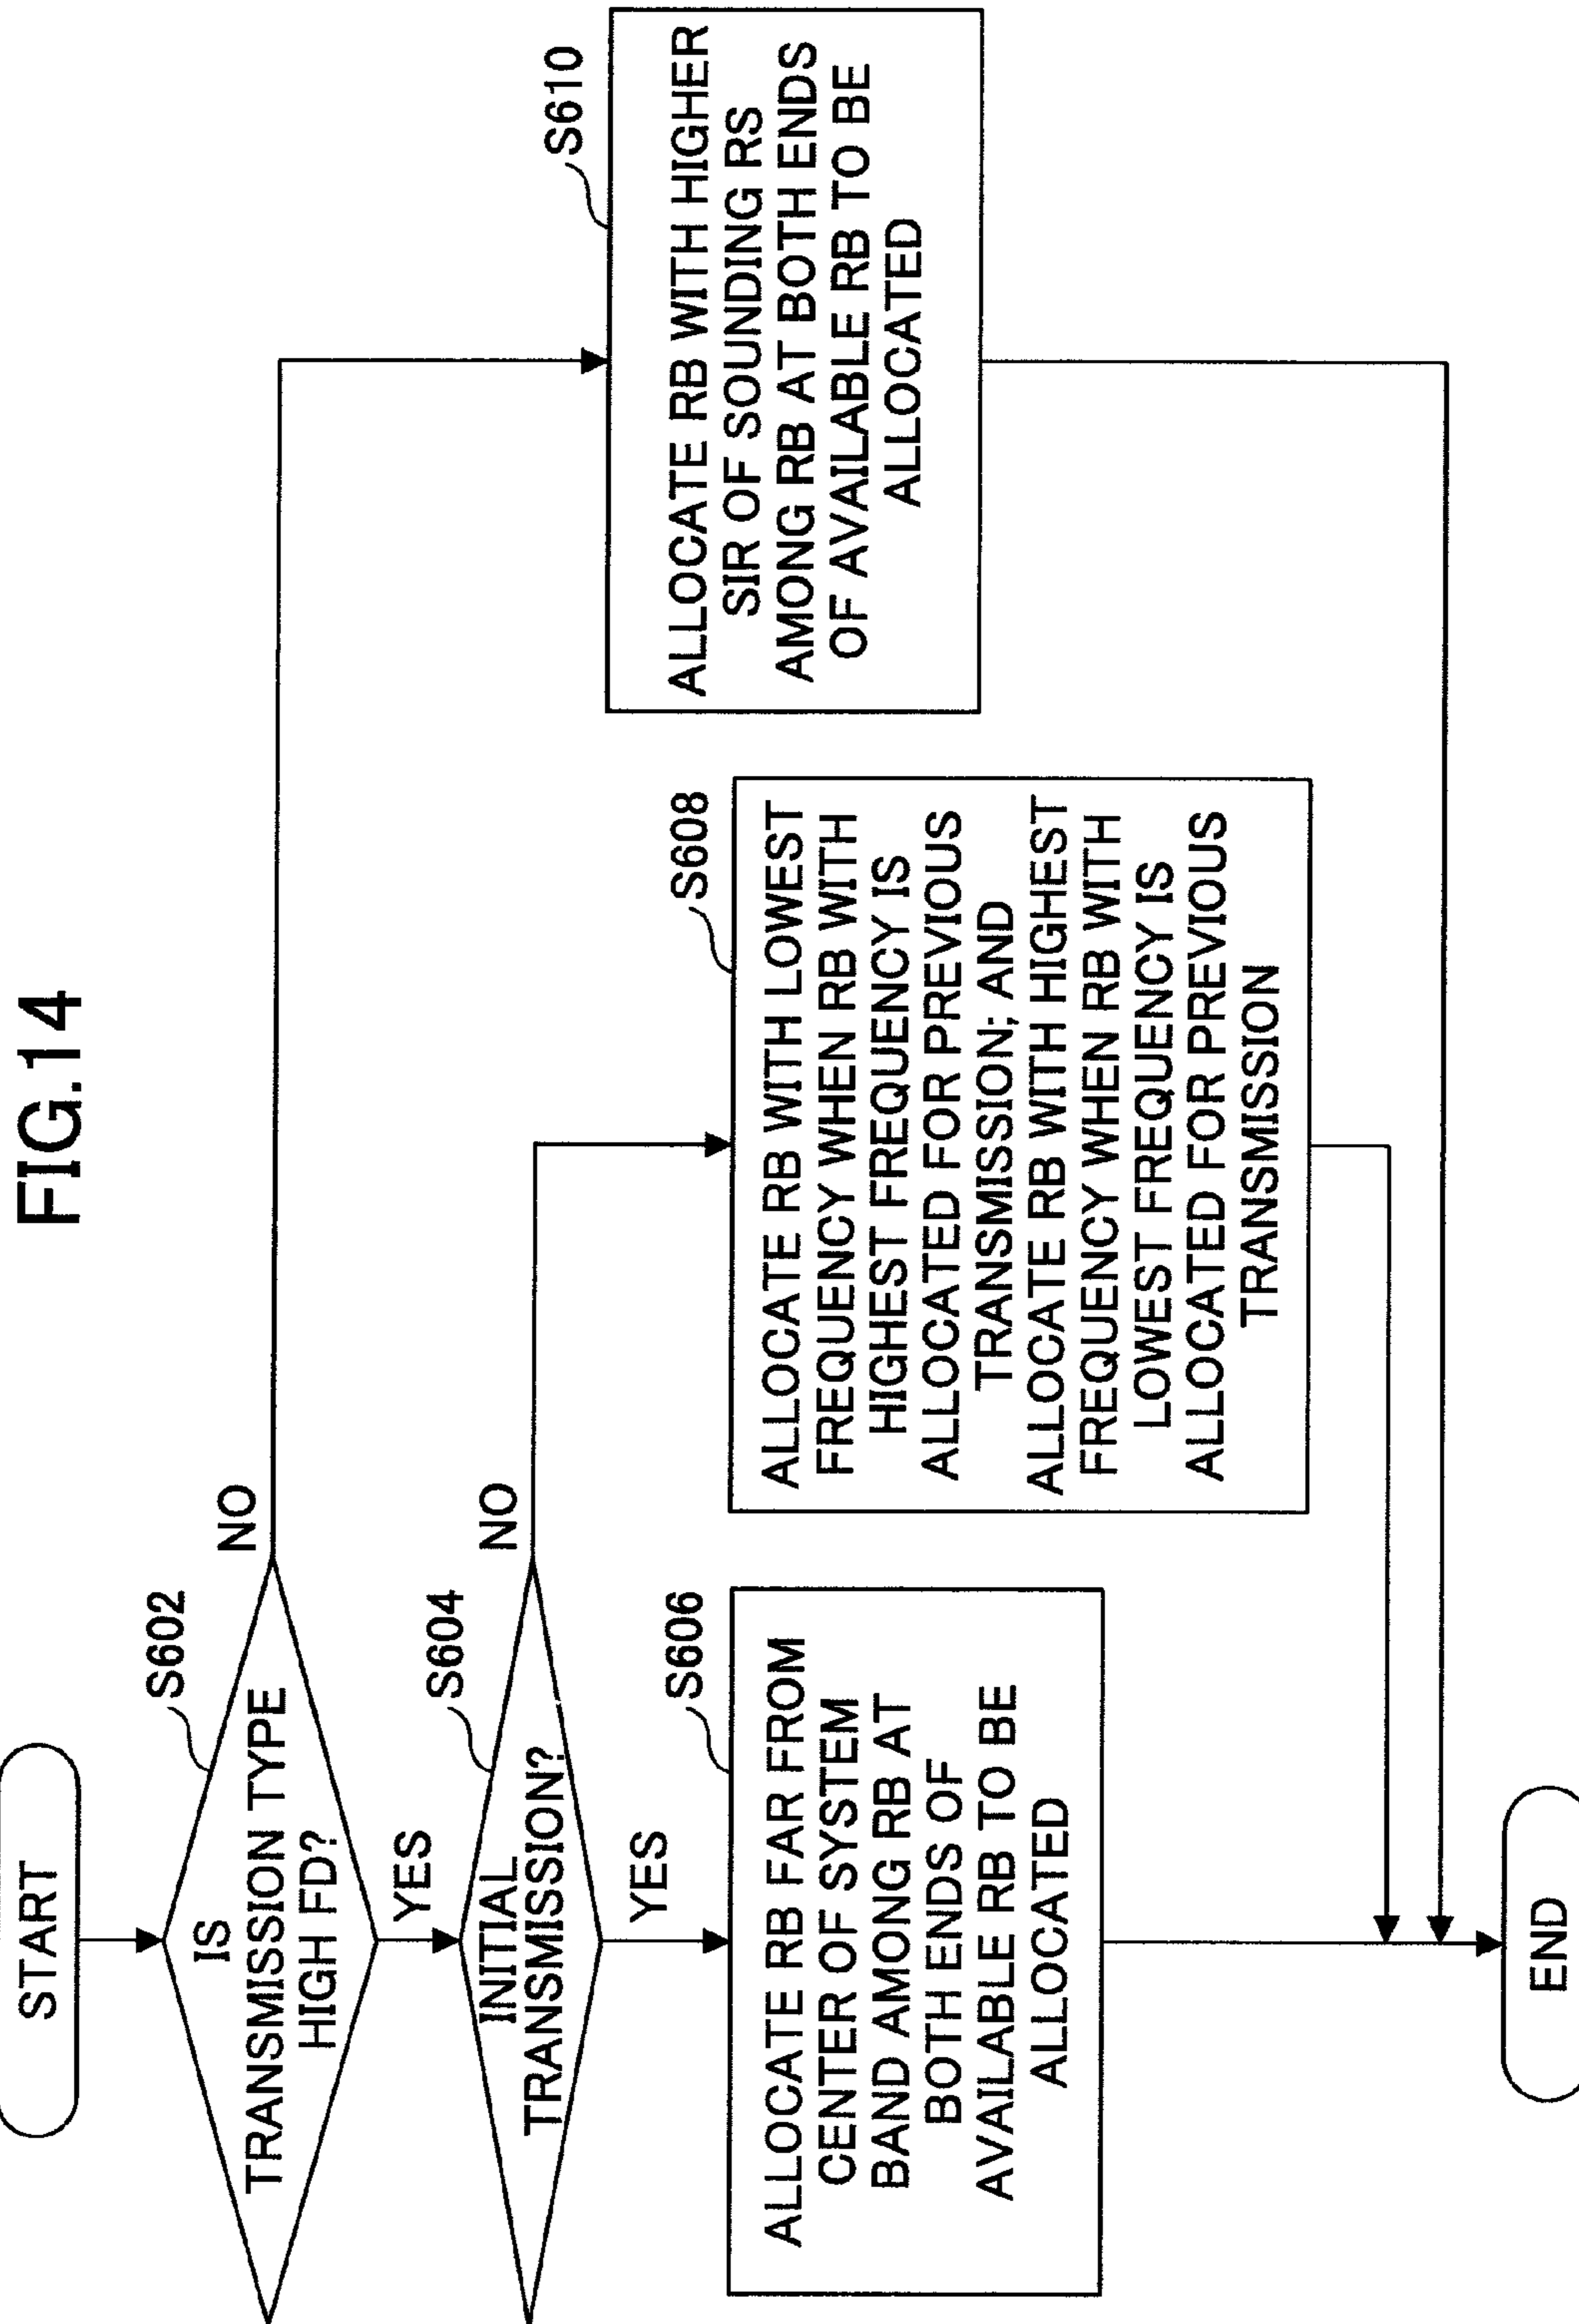 FIG.14
START
S602
IS
TRANSMISSION TYPE
HIGH FD?
NO
YES
S604
INITIAL
TRANSMISSION?
NO
YES
S606
ALLOCATE RB FAR FROM
CENTER OF SYSTEM
BAND AMONG RB AT
BOTH ENDS OF
AVAILABLE RB TO BE
ALLOCATED
S608
ALLOCATE RB WITH LOWEST
FREQUENCY WHEN RB WITH
HIGHEST FREQUENCY IS
ALLOCATED FOR PREVIOUS
TRANSMISSION; AND
ALLOCATE RB WITH HIGHEST
FREQUENCY WHEN RB WITH
LOWEST FREQUENCY IS
ALLOCATED FOR PREVIOUS
TRANSMISSION
S610
ALLOCATE RB WITH HIGHER
SIR OF SOUNDING RS
AMONG RB AT BOTH ENDS
OF AVAILABLE RB TO BE
ALLOCATED
END